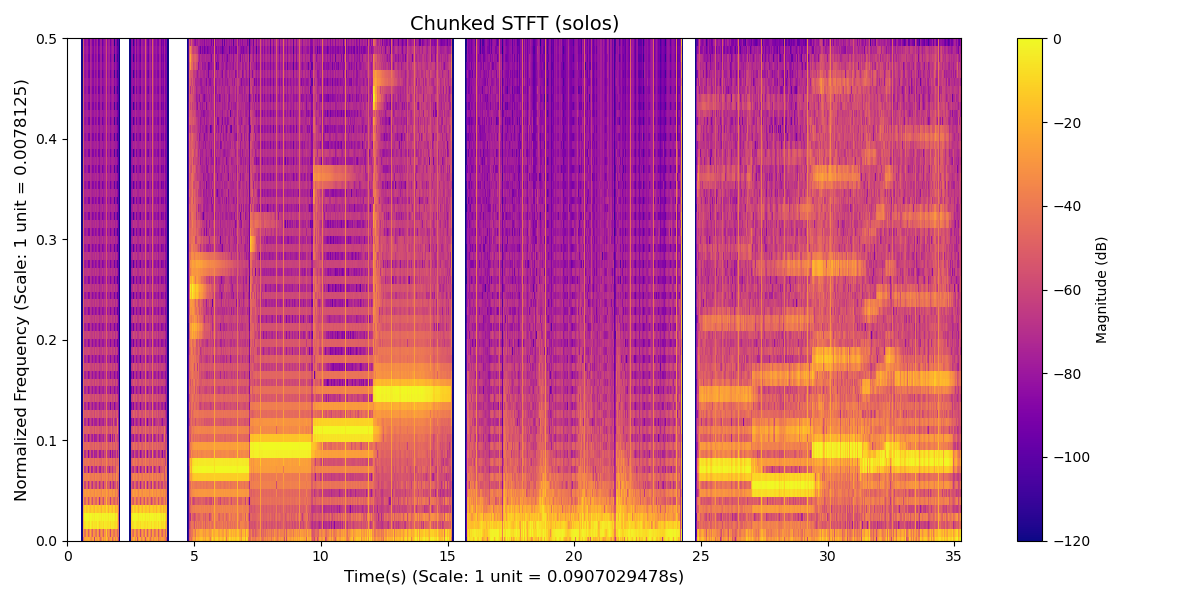 Chunked STFT (solos)
Normalized Frequency (Scale: 1 unit = 0.0078125)
0.5
0.4
0.3
0.2
0.1
0.0
0 5 10 15 20 25 30 35
Time(s) (Scale: 1 unit = 0.0907029478s)
0
−20
−40
−60
−80
−100
−120
Magnitude (dB)